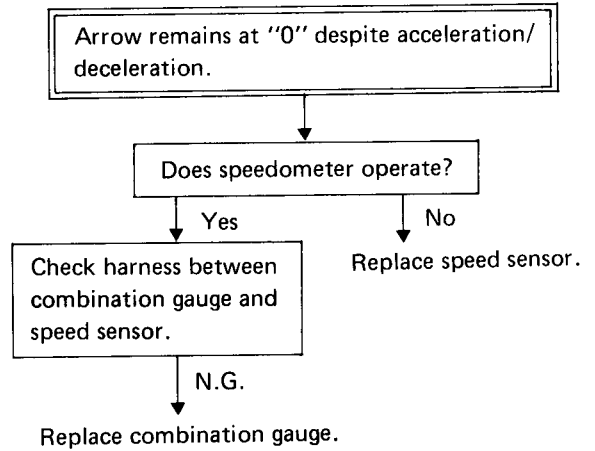 Arrow remains at "0" despite acceleration/
deceleration.
Does speedometer operate?
Yes
No
Check harness between
combination gauge and
speed sensor.
Replace speed sensor.
N.G.
Replace combination gauge.